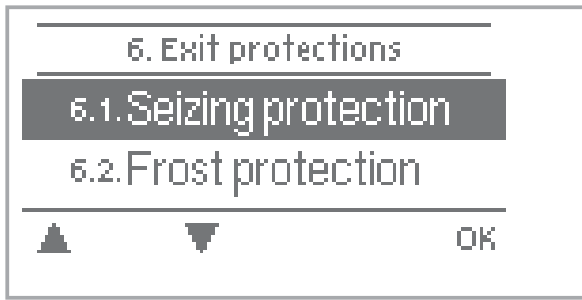 6. Exit protections
6.1.Seizing protection
6.2.Frost protection
OK